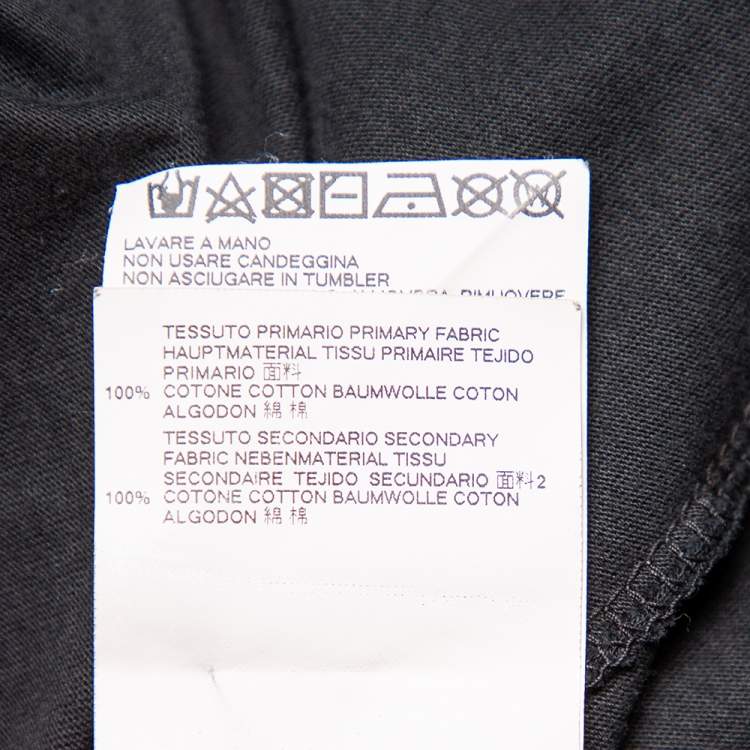 LAVARE A MANO
NON USARE CANDEGGINA
NON ASCIUGARE IN TUMBLER
RIMUOVERE
TESSUTO PRIMARIO PRIMARY FABRIC
HAUPTMATERIAL TISSU PRIMAIRE TEJIDO
PRIMARIO 面料
100% COTONE COTTON BAUMWOLLE COTON
ALGODON 綿 棉
TESSUTO SECONDARIO SECONDARY
FABRIC NEBENMATERIAL TISSU
SECONDAIRE TEJIDO SECUNDARIO 面料2
100% COTONE COTTON BAUMWOLLE COTON
ALGODON 綿 棉